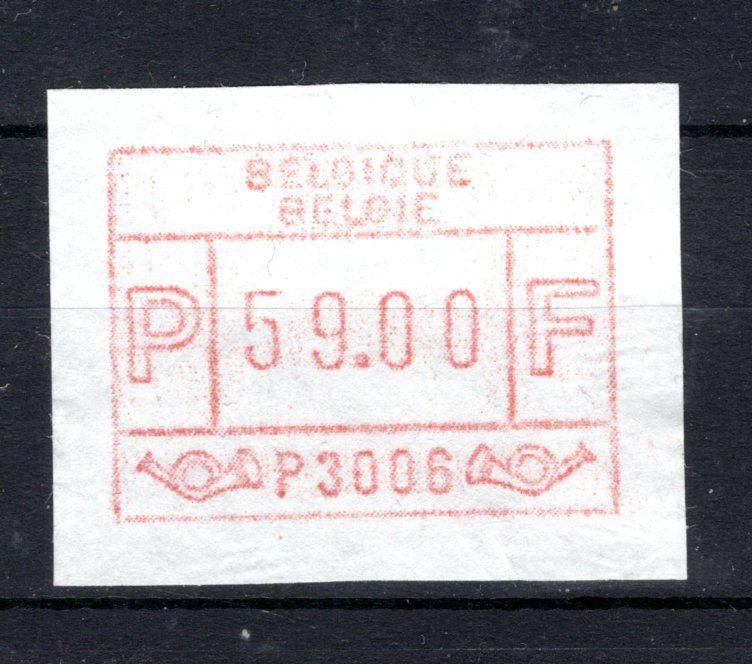 BELGIQUE
BELGIE
P 59.00 F
P3006